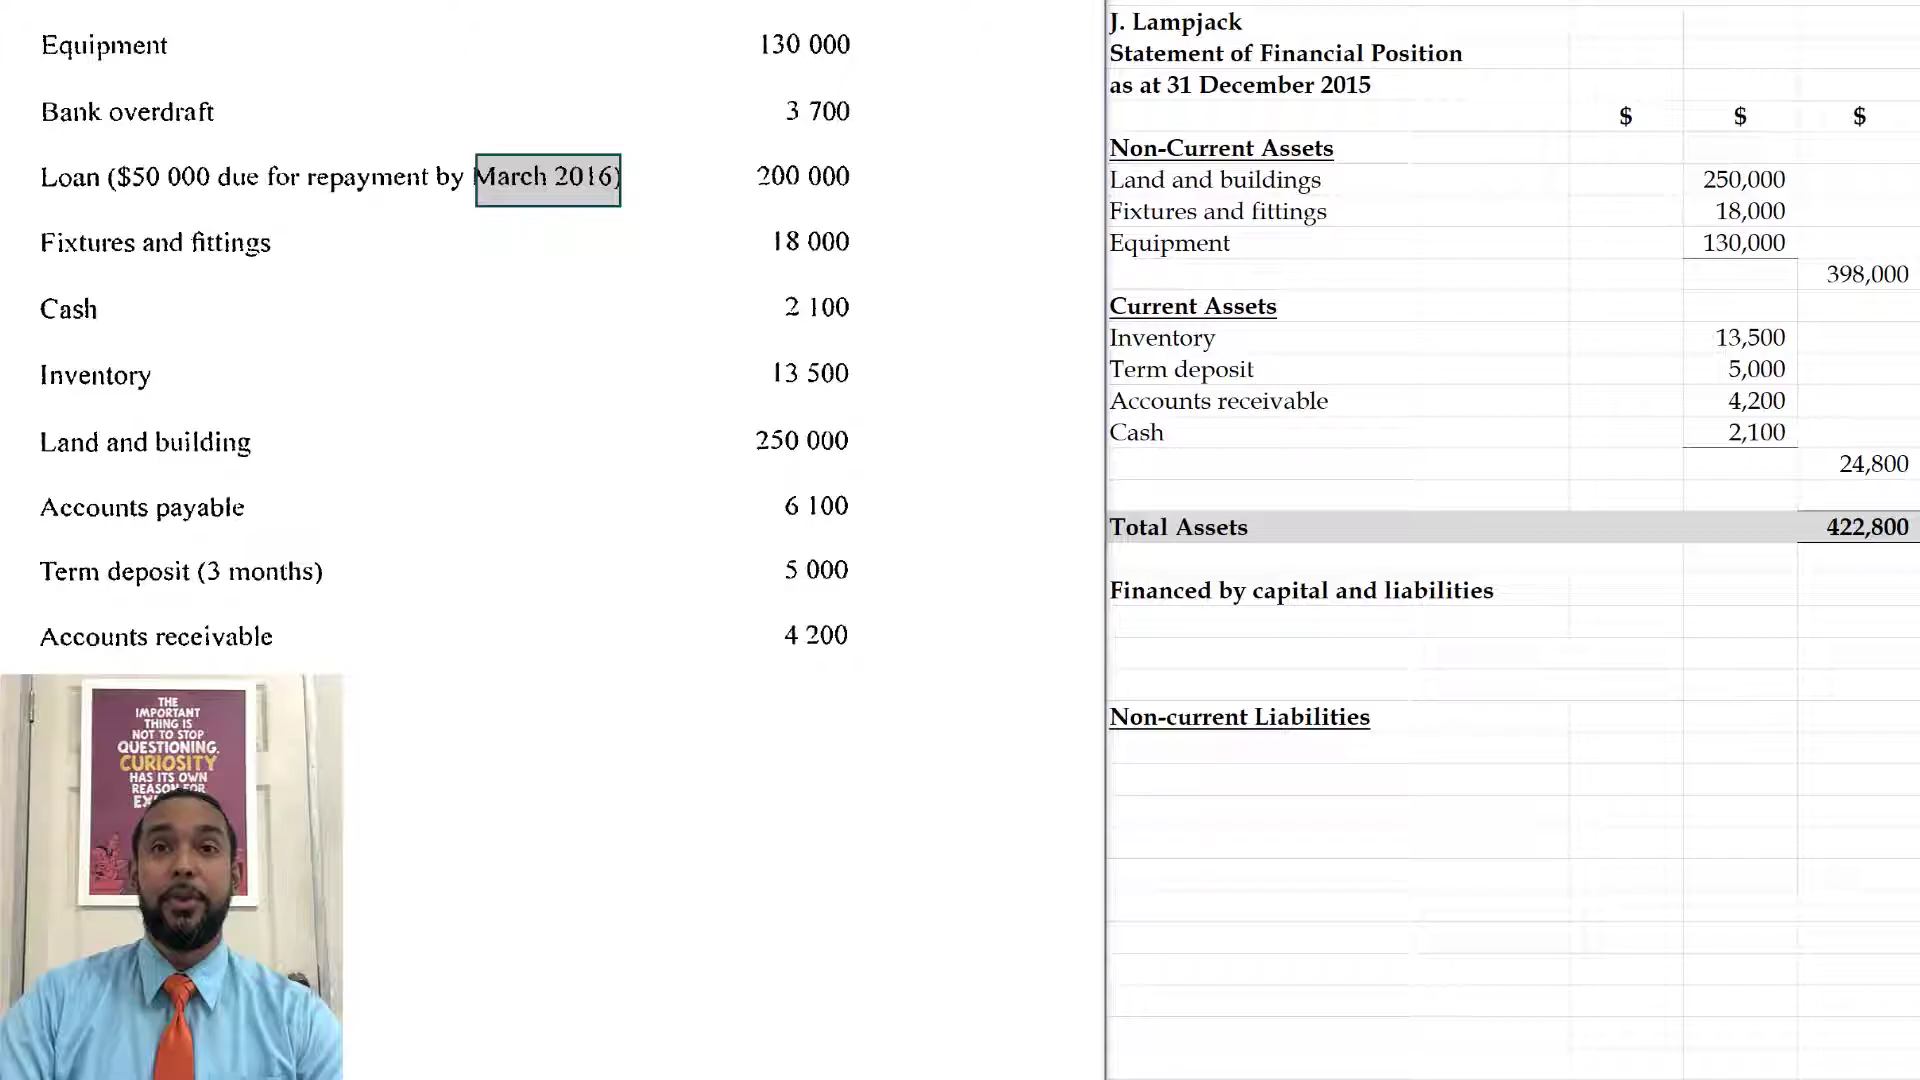 Equipment 130 000
Bank overdraft 3 700
Loan ($50 000 due for repayment by March 2016) 200 000
Fixtures and fittings 18 000
Cash 2 100
Inventory 13 500
Land and building 250 000
Accounts payable 6 100
Term deposit (3 months) 5 000
Accounts receivable 4 200
THE
IMPORTANT
THING IS
NOT TO STOP
QUESTIONING.
CURIOSITY
HAS ITS OWN
REASON FOR
J. Lampjack
Statement of Financial Position
as at 31 December 2015
$ $ $
Non-Current Assets
Land and buildings 250,000
Fixtures and fittings 18,000
Equipment 130,000
398,000
Current Assets
Inventory 13,500
Term deposit 5,000
Accounts receivable 4,200
Cash 2,100
24,800
Total Assets 422,800
Financed by capital and liabilities
Non-current Liabilities